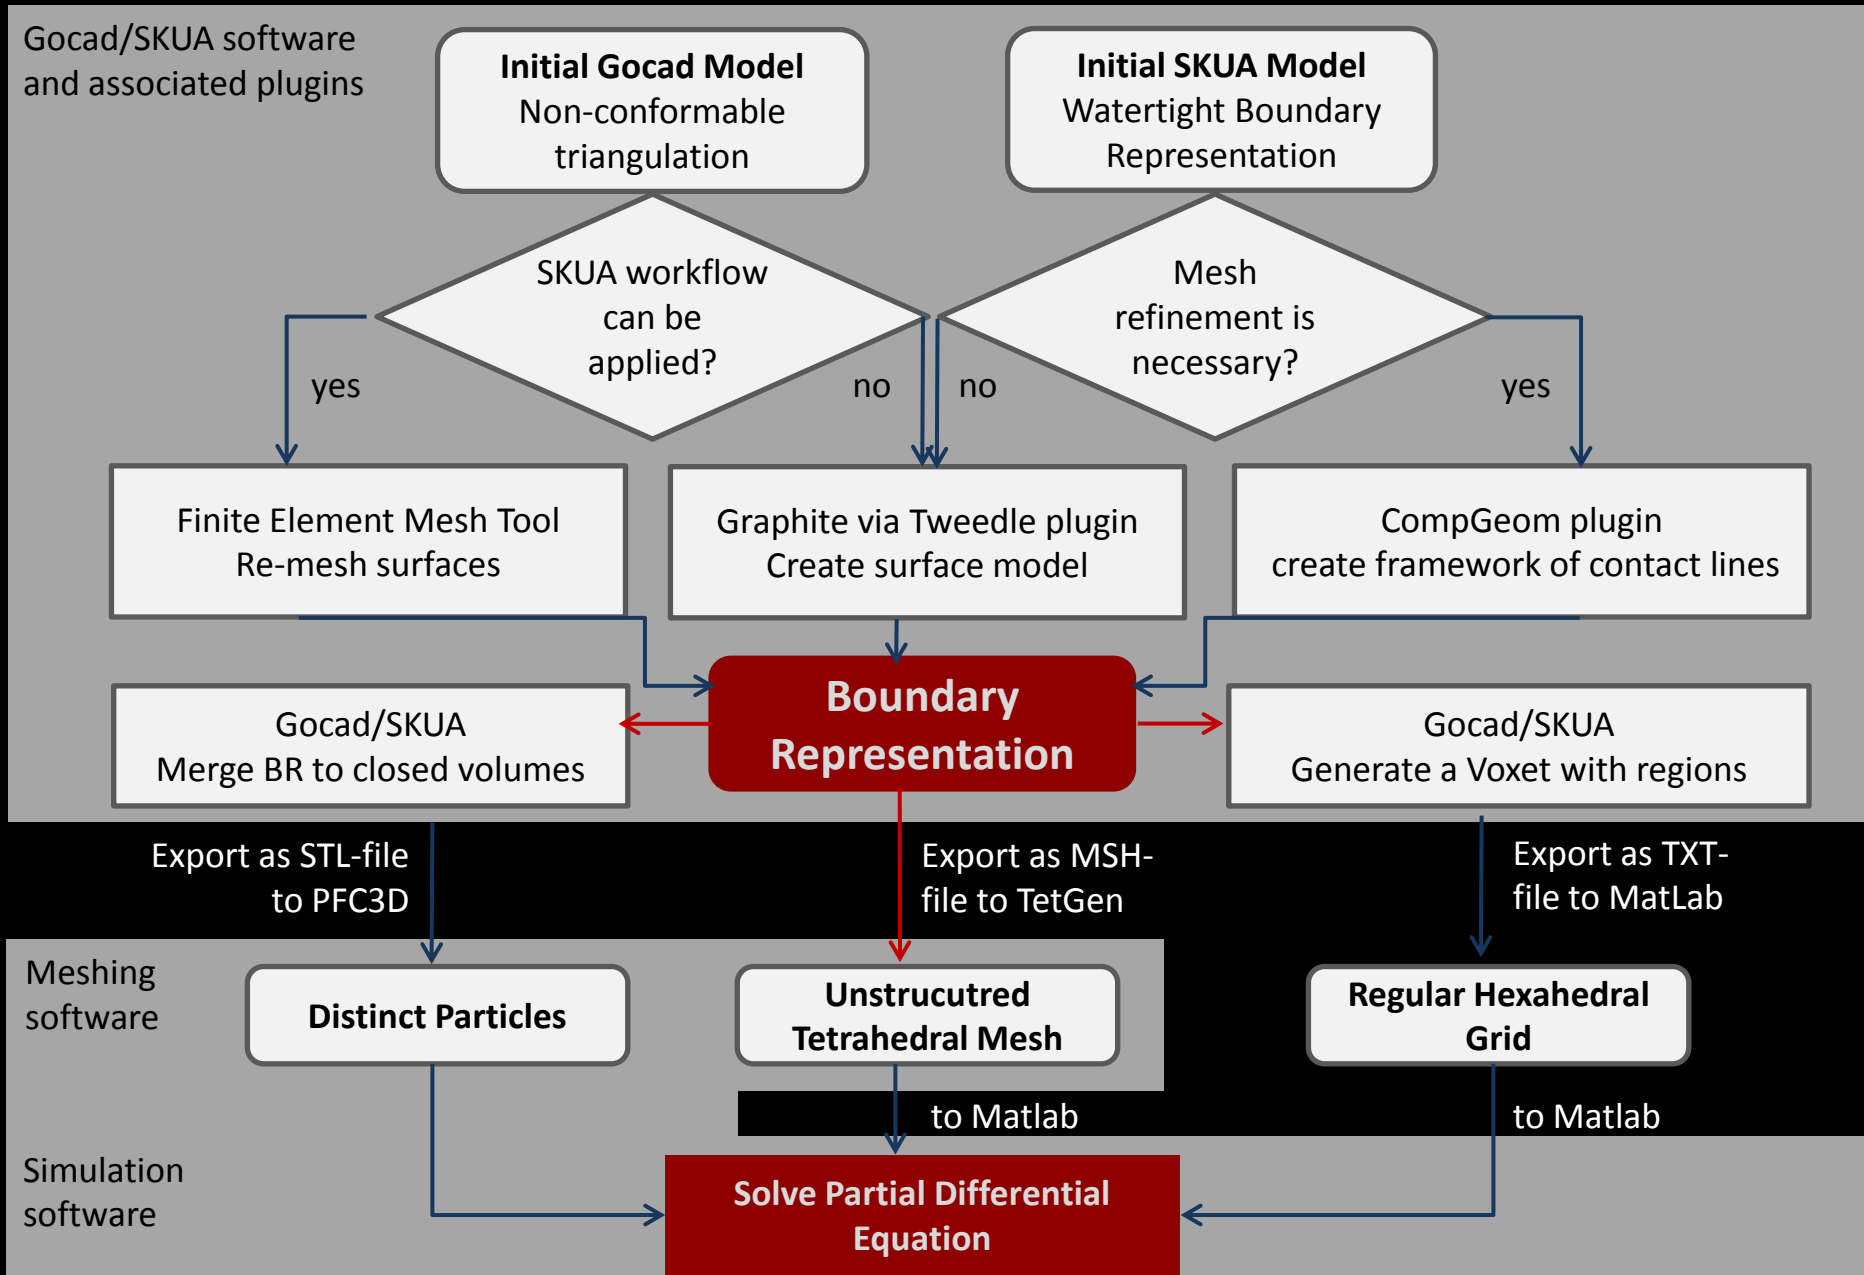 Gocad/SKUA software
and associated plugins
Initial Gocad Model
Non-conformable
triangulation
Initial SKUA Model
Watertight Boundary
Representation
SKUA workflow
can be
applied?
Mesh
refinement is
necessary?
yes
no
no
yes
Finite Element Mesh Tool
Re-mesh surfaces
Graphite via Tweedle plugin
Create surface model
CompGeom plugin
create framework of contact lines
Boundary
Representation
Gocad/SKUA
Merge BR to closed volumes
Gocad/SKUA
Generate a Voxet with regions
Export as STL-file
to PFC3D
Export as MSH-
file to TetGen
Export as TXT-
file to MatLab
Meshing
software
Distinct Particles
Unstrucutred
Tetrahedral Mesh
Regular Hexahedral
Grid
to Matlab
to Matlab
Simulation
software
Solve Partial Differential
Equation